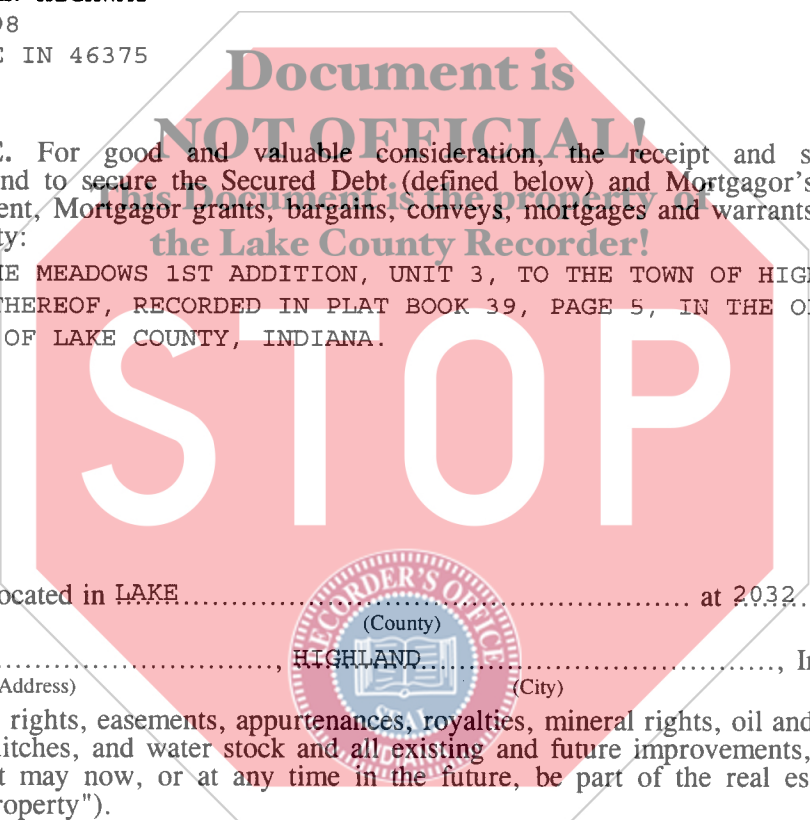 98
E IN 46375
Document is
NOT OFFICIAL!
E. For good and valuable consideration, the receipt and s
nd to secure the Secured Debt (defined below) and Mortgagor's
This Document is the property of
ent, Mortgagor grants, bargains, conveys, mortgages and warrants
ty:
the Lake County Recorder!
HE MEADOWS 1ST ADDITION, UNIT 3, TO THE TOWN OF HIG
THEREOF, RECORDED IN PLAT BOOK 39, PAGE 5, IN THE O
OF LAKE COUNTY, INDIANA.
STOP
ocated in LAKE at 2032
(County)
RECORDER'S OFFICE
, HIGHLAND , I
Address) (City)
SEAL
rights, easements, appurtenances, royalties, mineral rights, oil and
itches, and water stock and all existing and future improvements,
INDIANA
t may now, or at any time in the future, be part of the real es
roperty").